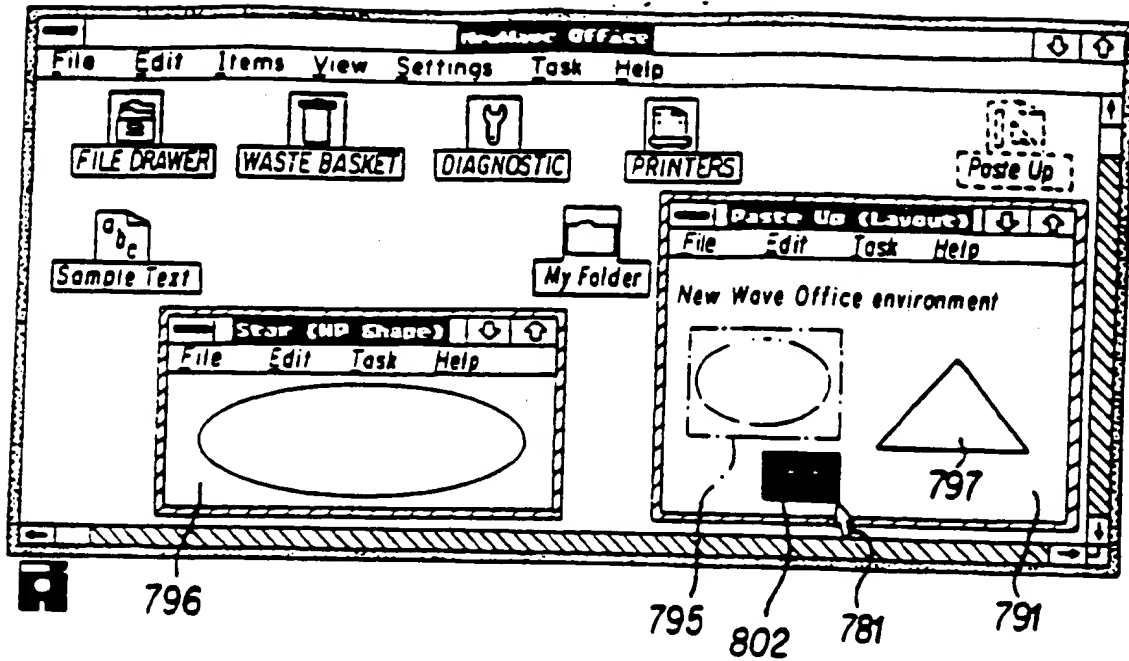 NewWave Office
File Edit Items View Settings Task Help
FILE DRAWER WASTE BASKET DIAGNOSTIC PRINTERS Paste Up
abc
Sample Text
My Folder
Paste Up (Layout)
File Edit Task Help
New Wave Office environment
Star (HP Shape)
File Edit Task Help
797
796
795
802
781
791